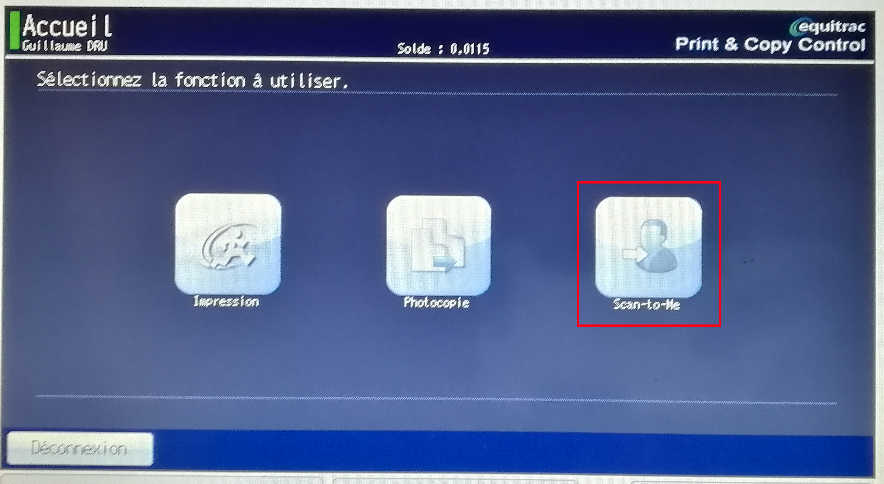 Accueil
Guillaume DRU
Solde : 0,0115
equitrac
Print & Copy Control
Sélectionnez la fonction à utiliser.
Impression
Photocopie
Scan-to-Me
Déconnexion